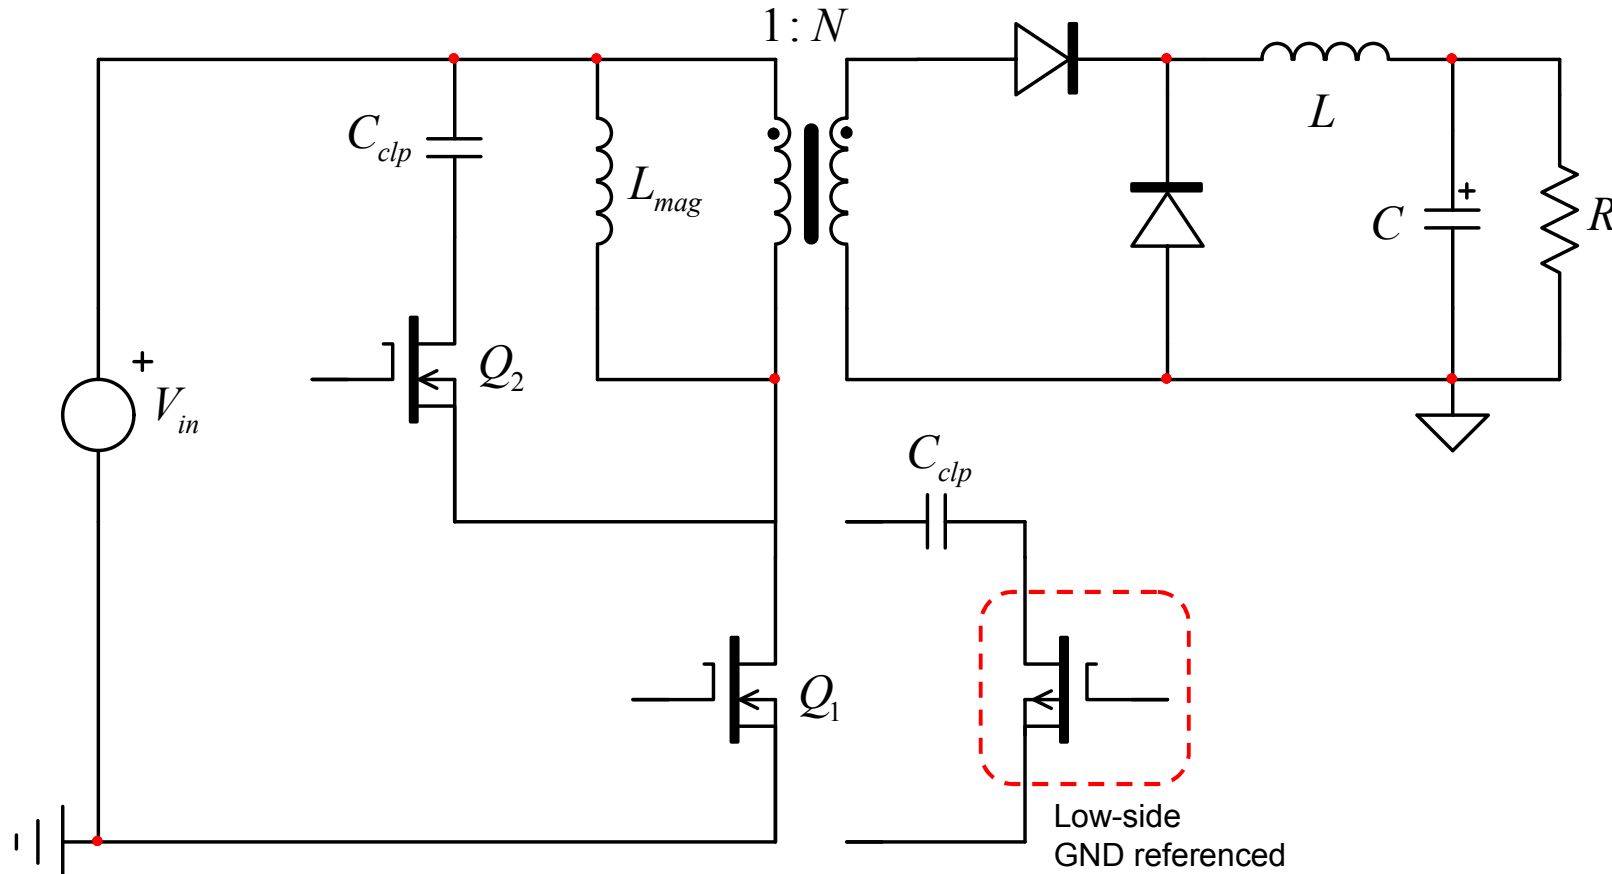 1 : N
C_clp
L_mag
L
C
+
R
Q_2
+
V_in
C_clp
Q_1
Low-side
GND referenced